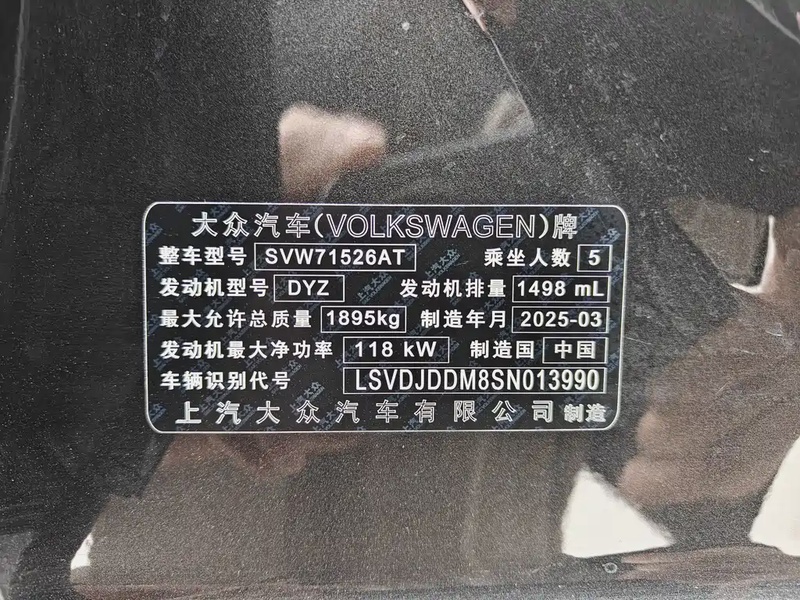 大众汽车(VOLKSWAGEN)牌
整车型号 SVW71526AT 乘坐人数 5
发动机型号 DYZ 发动机排量 1498 mL
最大允许总质量 1895kg 制造年月 2025-03
发动机最大净功率 118 kW 制造国 中国
车辆识别代号 LSVDJDDM8SN013990
上汽大众汽车有限公司 制造